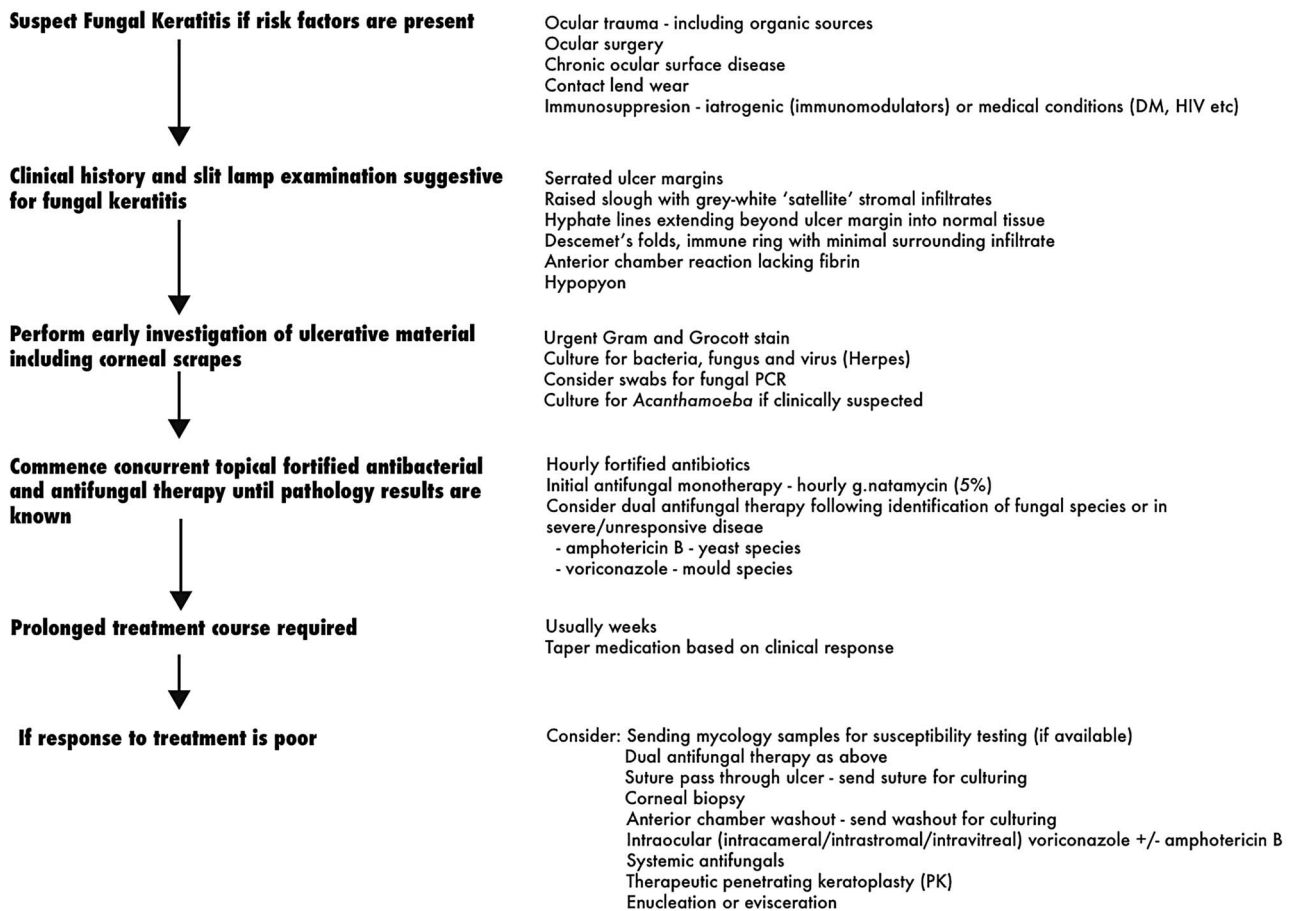 Suspect Fungal Keratitis if risk factors are present
Ocular trauma - including organic sources
Ocular surgery
Chronic ocular surface disease
Contact lend wear
Immunosuppresion - iatrogenic (immunomodulators) or medical conditions (DM, HIV etc)
Clinical history and slit lamp examination suggestive
for fungal keratitis
Serrated ulcer margins
Raised slough with grey-white ‘satellite’ stromal infiltrates
Hyphate lines extending beyond ulcer margin into normal tissue
Descemet’s folds, immune ring with minimal surrounding infiltrate
Anterior chamber reaction lacking fibrin
Hypopyon
Perform early investigation of ulcerative material
including corneal scrapes
Urgent Gram and Grocott stain
Culture for bacteria, fungus and virus (Herpes)
Consider swabs for fungal PCR
Culture for Acanthamoeba if clinically suspected
Commence concurrent topical fortified antibacterial
and antifungal therapy until pathology results are
known
Hourly fortified antibiotics
Initial antifungal monotherapy - hourly g.natamycin (5%)
Consider dual antifungal therapy following identification of fungal species or in
severe/unresponsive diseae
- amphotericin B - yeast species
- voriconazole - mould species
Prolonged treatment course required
Usually weeks
Taper medication based on clinical response
If response to treatment is poor
Consider: Sending mycology samples for susceptibility testing (if available)
Dual antifungal therapy as above
Suture pass through ulcer - send suture for culturing
Corneal biopsy
Anterior chamber washout - send washout for culturing
Intraocular (intracameral/intrastromal/intravitreal) voriconazole +/- amphotericin B
Systemic antifungals
Therapeutic penetrating keratoplasty (PK)
Enucleation or evisceration